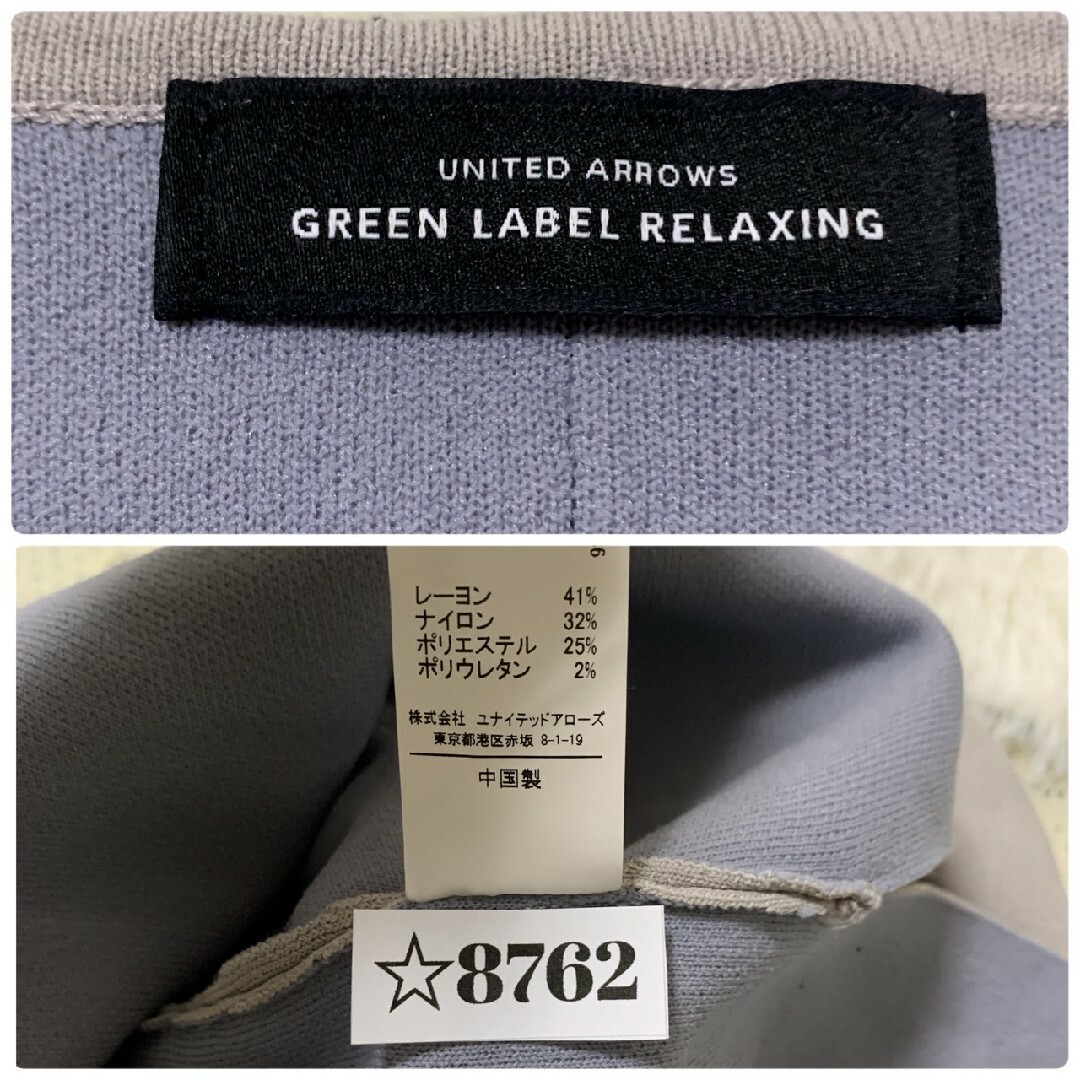 UNITED ARROWS
GREEN LABEL RELAXING
レーヨン 41%
ナイロン 32%
ポリエステル 25%
ポリウレタン 2%
株式会社 ユナイテッドアローズ
東京都港区赤坂 8-1-19
中国製
☆8762